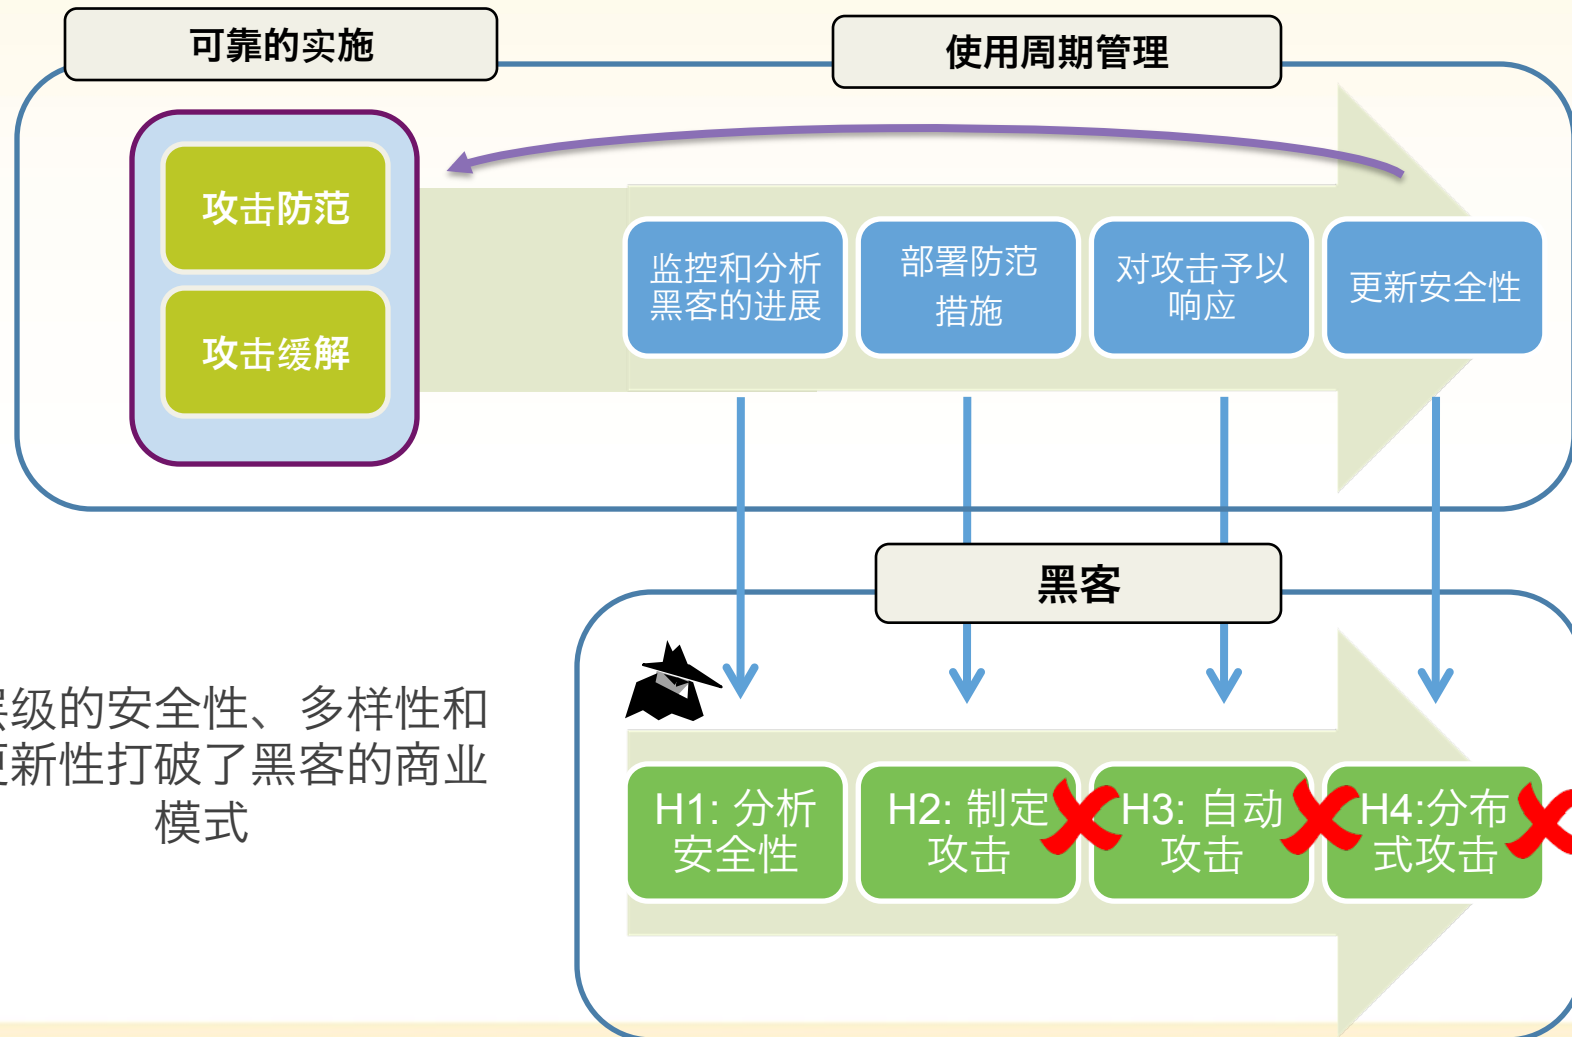 可靠的实施
使用周期管理
攻击防范
攻击缓解
监控和分析
黑客的进展
部署防范
措施
对攻击予以
响应
更新安全性
黑客
层级的安全性、多样性和
更新性打破了黑客的商业
模式
H1: 分析
安全性
H2: 制定
攻击
H3: 自动
攻击
H4:分布
式攻击